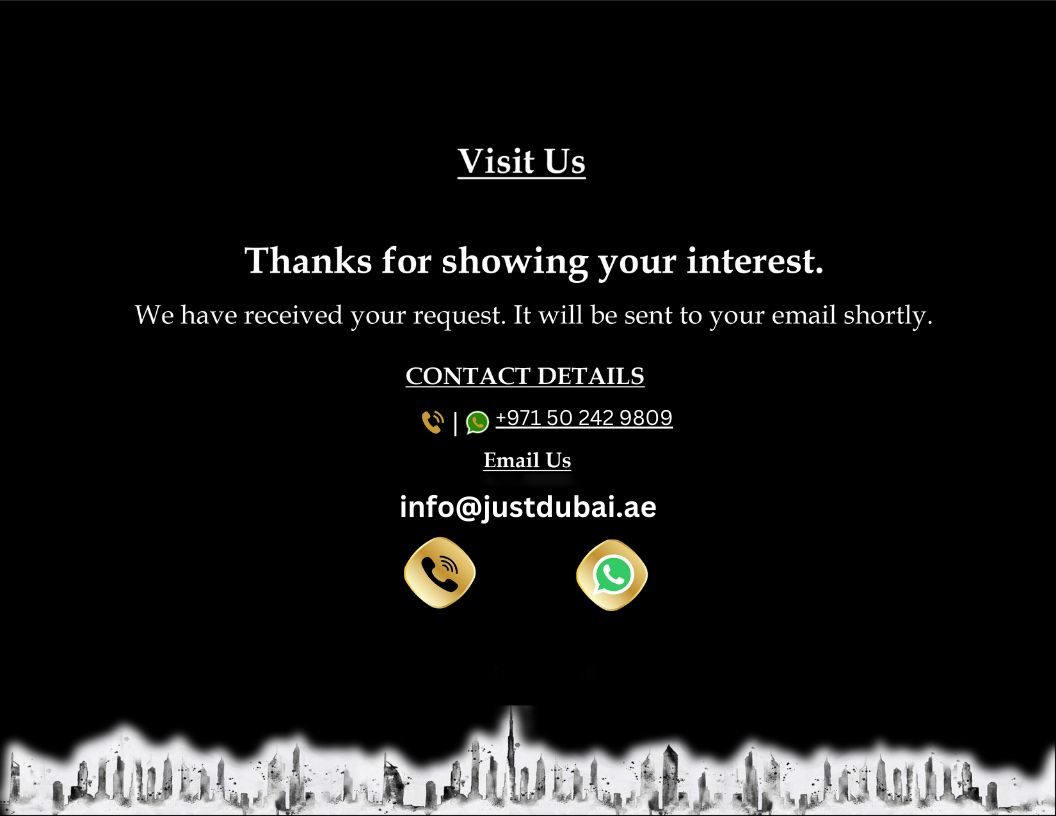 Visit Us
Thanks for showing your interest.
We have received your request. It will be sent to your email shortly.
CONTACT DETAILS
| +971 50 242 9809
Email Us
info@justdubai.ae